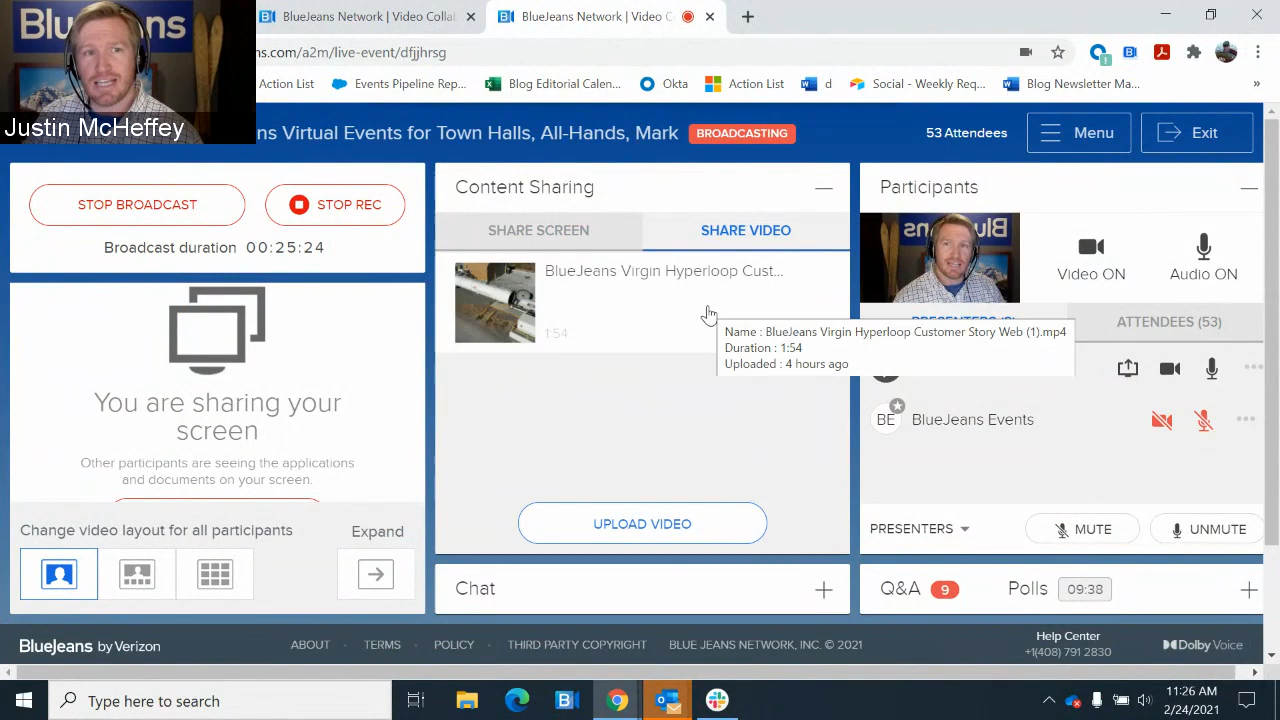 BlueJeans
Justin McHeffey
BlueJeans Network | Video Collab
BlueJeans Network | Video C
ns.com/a2m/live-event/dfjjhrsg
Action List
Events Pipeline Rep...
Blog Editorial Calen...
Okta
Action List
d
Social - Weekly Req...
Blog Newsletter Ma...
»
ns Virtual Events for Town Halls, All-Hands, Mark
BROADCASTING
53 Attendees
Menu
Exit
STOP BROADCAST
STOP REC
Broadcast duration 00:25:24
You are sharing your
screen
Other participants are seeing the applications
and documents on your screen.
Change video layout for all participants
Expand
Content Sharing
SHARE SCREEN
SHARE VIDEO
BlueJeans Virgin Hyperloop Cust...
1:54
Name : BlueJeans Virgin Hyperloop Customer Story Web (1).mp4
Duration : 1:54
Uploaded : 4 hours ago
UPLOAD VIDEO
Chat
Participants
Video ON
Audio ON
ATTENDEES (53)
BE
BlueJeans Events
PRESENTERS
MUTE
UNMUTE
Q&A 9
Polls 09:38
BlueJeans by Verizon
ABOUT
TERMS
POLICY
THIRD PARTY COPYRIGHT
BLUE JEANS NETWORK, INC. © 2021
Help Center
+1(408) 791 2830
Dolby Voice
Type here to search
11:26 AM
2/24/2021